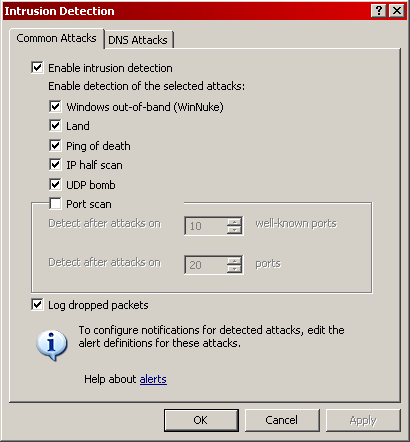 Intrusion Detection
Common Attacks
DNS Attacks
Enable intrusion detection
Enable detection of the selected attacks:
Windows out-of-band (WinNuke)
Land
Ping of death
IP half scan
UDP bomb
Port scan
Detect after attacks on 10 well-known ports
Detect after attacks on 20 ports
Log dropped packets
To configure notifications for detected attacks, edit the
alert definitions for these attacks.
Help about alerts
OK
Cancel
Apply